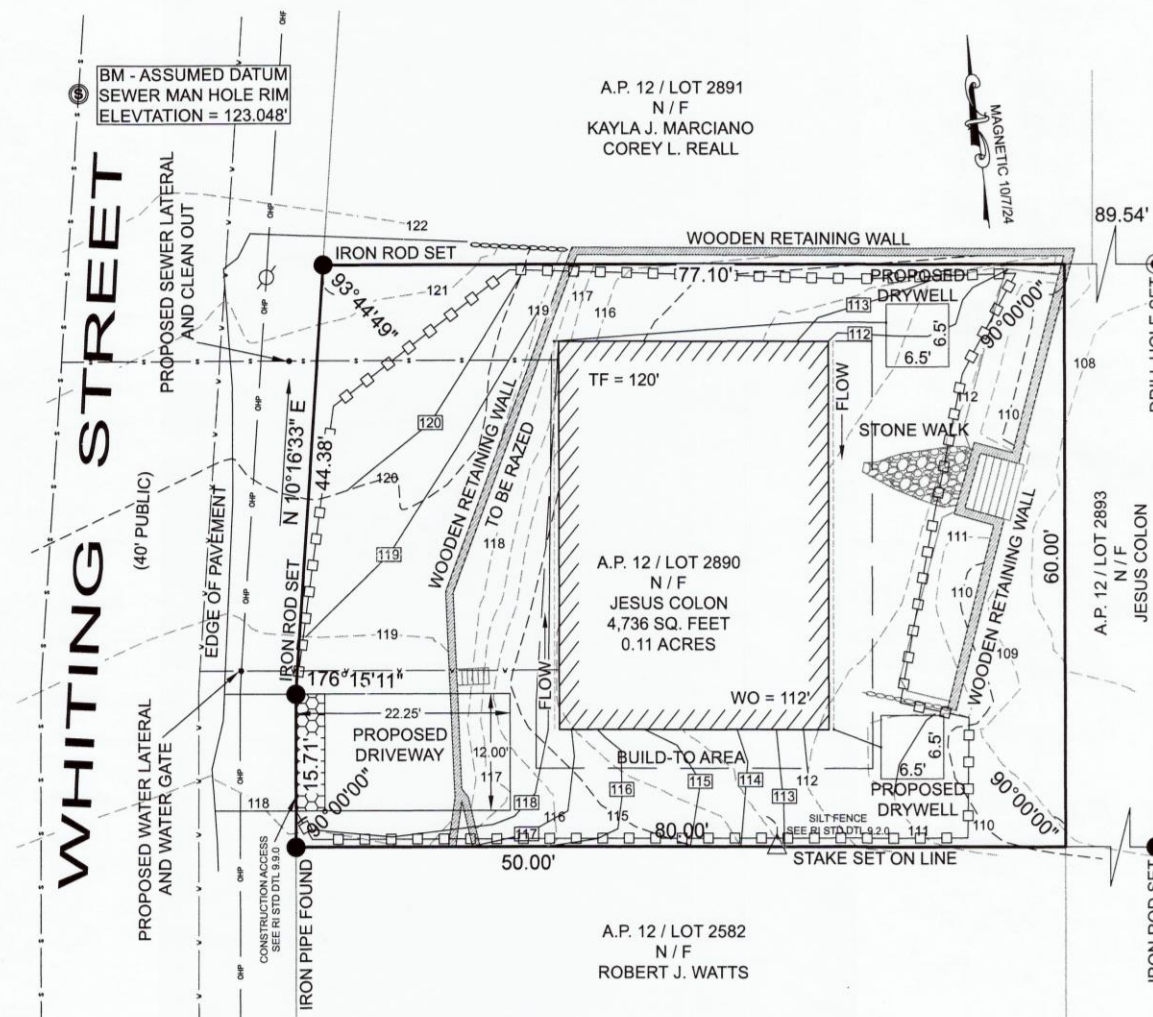 BM - ASSUMED DATUM
SEWER MAN HOLE RIM
ELEVTATION = 123.048'
A.P. 12 / LOT 2891
N / F
KAYLA J. MARCIANO
COREY L. REALL
MAGNETIC 10/7/24
89.54'
WHITING STREET
(40' PUBLIC)
PROPOSED SEWER LATERAL
AND CLEAN OUT
EDGE OF PAVEMENT
PROPOSED WATER LATERAL
AND WATER GATE
CONSTRUCTION ACCESS
SEE RI STD DTL 9.9.0
OHP
OHP
OHP
OHP
OHP
OHP
122
IRON ROD SET
WOODEN RETAINING WALL
93°44'49"
121
119
117
116
77.10'
113
112
PROPOSED
DRYWELL
6.5'
6.5'
90°00'00"
108
110
112
N 10°16'33" E
44.38'
120
120
119
119
WOODEN RETAINING WALL
TO BE RAZED
118
TF = 120'
FLOW
STONE WALK
A.P. 12 / LOT 2890
N / F
JESUS COLON
4,736 SQ. FEET
0.11 ACRES
WO = 112'
FLOW
111
110
109
WOODEN RETAINING WALL
60.00'
A.P. 12 / LOT 2893
N / F
JESUS COLON
IRON ROD SET
176°15'11"
22.25'
PROPOSED
DRIVEWAY
12.00'
15.71'
90°00'00"
118
117
118
117
116
BUILD-TO AREA
116
115
115
114
113
112
6.5'
6.5'
PROPOSED
DRYWELL
90°00'00"
SILT FENCE
SEE RI STD DTL 9.2.0
111
110
80.00'
STAKE SET ON LINE
50.00'
IRON PIPE FOUND
A.P. 12 / LOT 2582
N / F
ROBERT J. WATTS
DRILL HOLE SET
IRON ROD SET